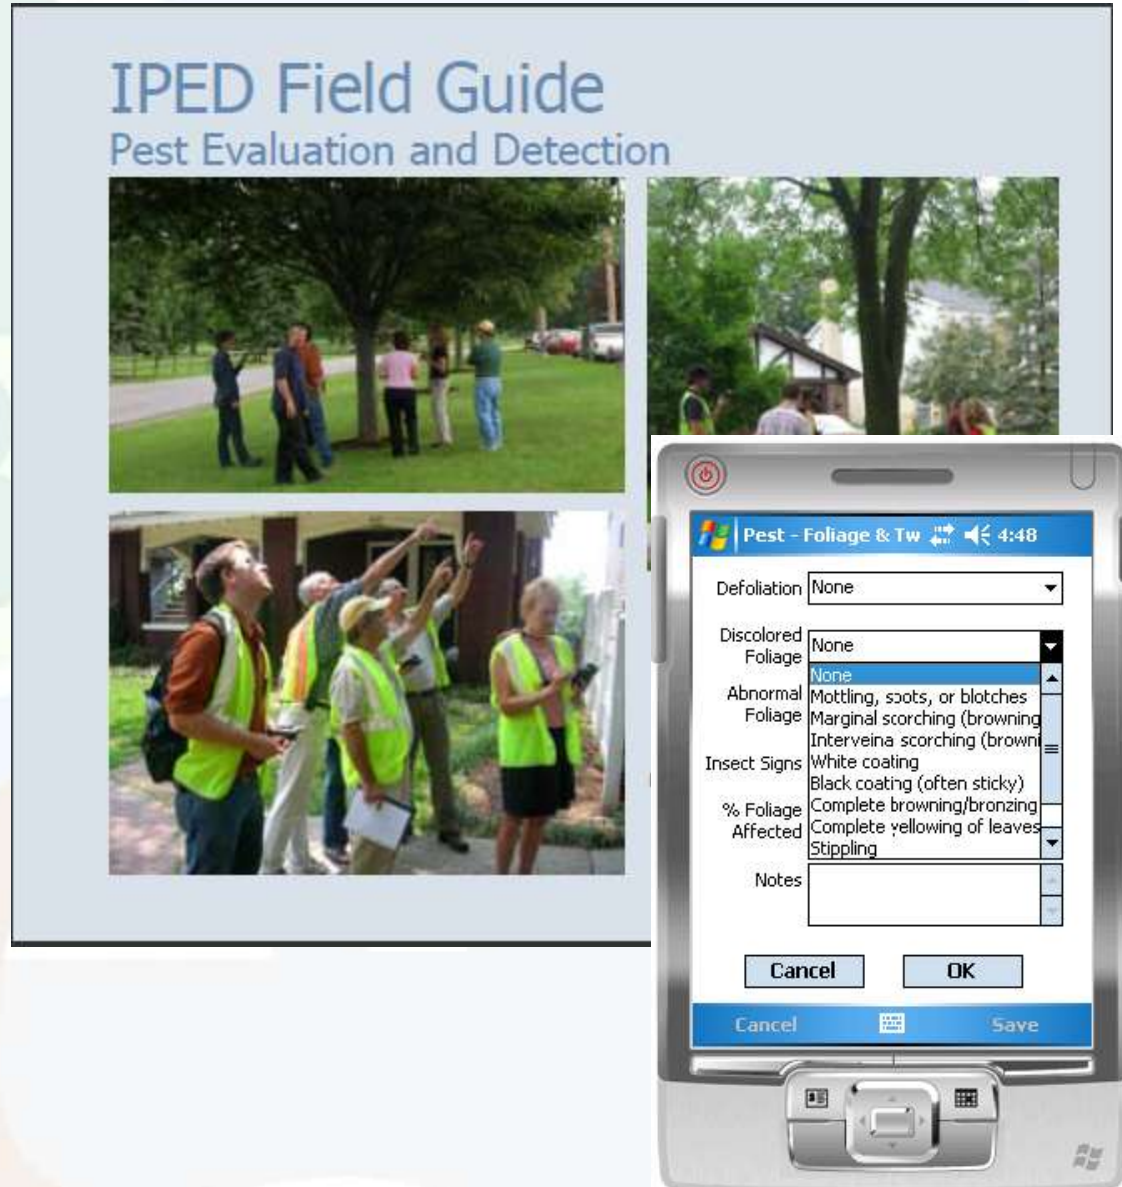 IPED Field Guide
Pest Evaluation and Detection
Pest - Foliage & Tw 4:48
Defoliation None
Discolored Foliage None
None
Mottling, spots, or blotches
Marginal scorching (browning
Interveina scorching (browni
White coating
Black coating (often sticky)
Complete browning/bronzing
Complete yellowing of leaves
Stippling
Abnormal Foliage
Insect Signs
% Foliage Affected
Notes
Cancel OK
Cancel Save